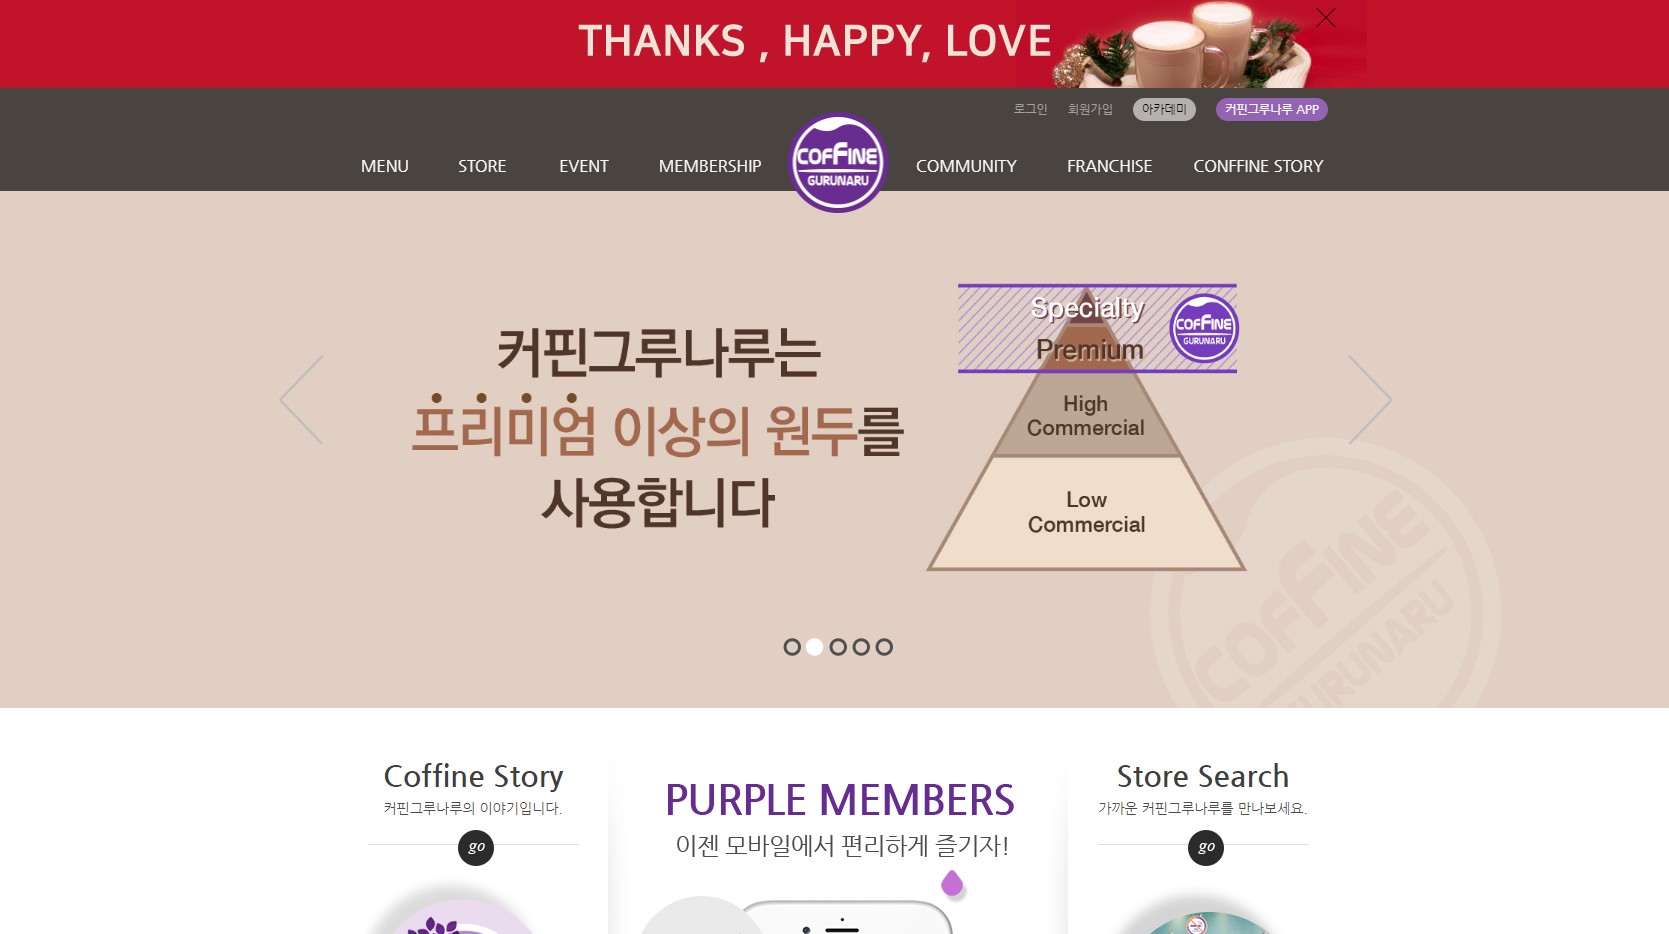 THANKS , HAPPY, LOVE
로그인 회원가입 아카데미 커핀그루나루 APP
MENU STORE EVENT MEMBERSHIP COFFINE GURUNARU COMMUNITY FRANCHISE CONFFINE STORY
커핀그루나루는
프리미엄 이상의 원두를
사용합니다
Specialty
COFFINE
GURUNARU
Premium
High
Commercial
Low
Commercial
COFFINE
GURUNARU
Coffine Story
커핀그루나루의 이야기입니다.
go
PURPLE MEMBERS
이젠 모바일에서 편리하게 즐기자!
Store Search
가까운 커핀그루나루를 만나보세요.
go